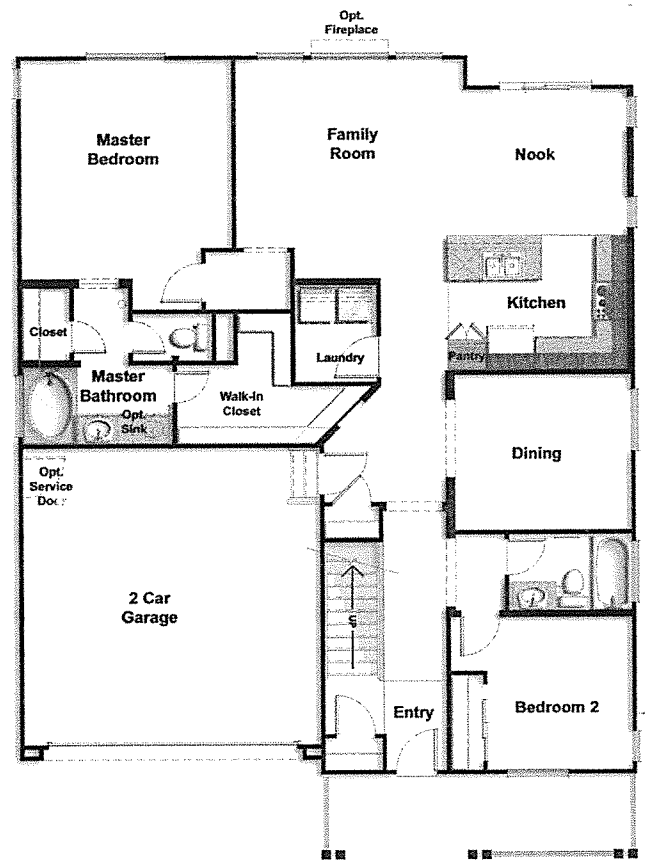 Opt.
Fireplace
Master
Bedroom
Family
Room
Nook
Kitchen
Closet
Laundry
Pantry
Master
Bathroom
Walk-In
Closet
Opt.
Sink
Dining
Opt.
Service
Door
2 Car
Garage
Entry
Bedroom 2